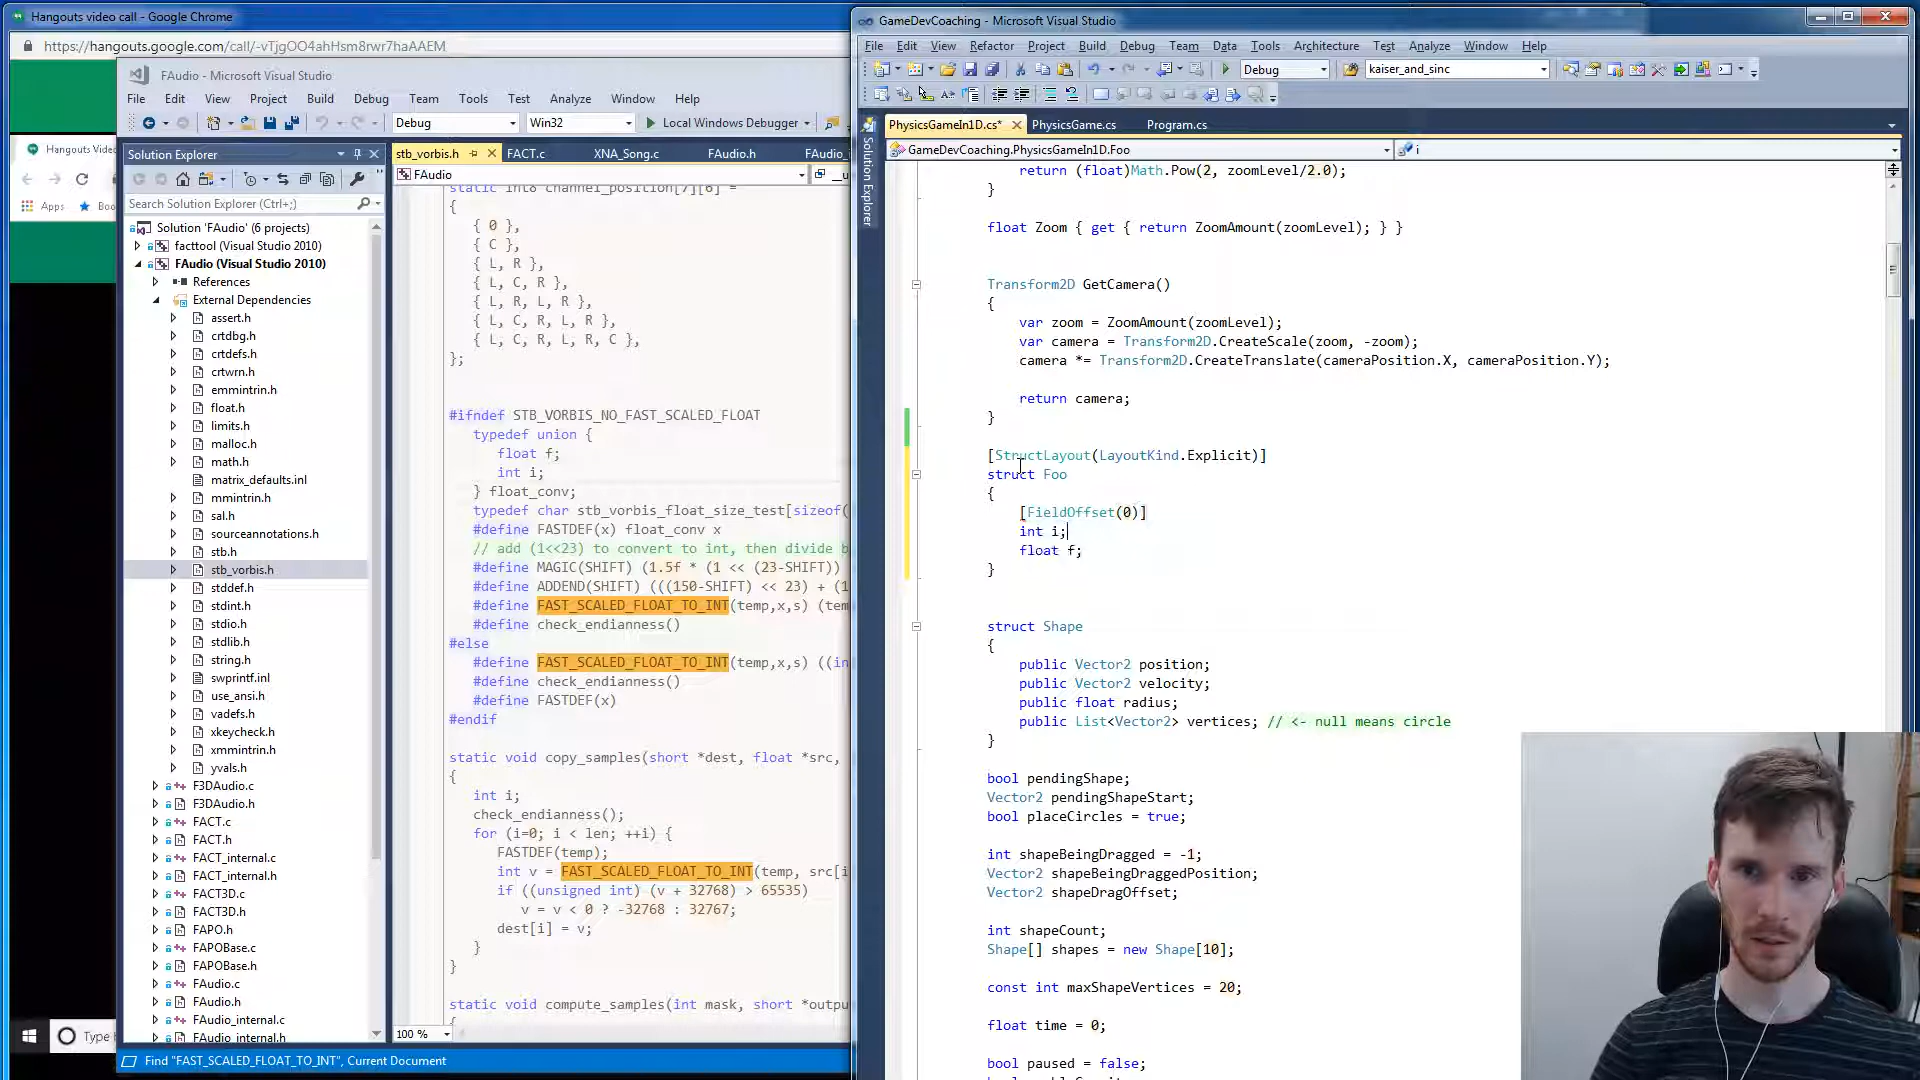 Hangouts video call - Google Chrome
https://hangouts.google.com/call/-vTjgOO4ahHsm8rwr7haAAEM
Hangouts Vide
Apps
Boo
Type
FAudio - Microsoft Visual Studio
File Edit View Project Build Debug Team Tools Test Analyze Window Help
Debug Win32 Local Windows Debugger
Solution Explorer
Search Solution Explorer (Ctrl+;)
Solution 'FAudio' (6 projects)
facttool (Visual Studio 2010)
FAudio (Visual Studio 2010)
References
External Dependencies
assert.h
crtdbg.h
crtdefs.h
crtwrn.h
emmintrin.h
float.h
limits.h
malloc.h
math.h
matrix_defaults.inl
mmintrin.h
sal.h
sourceannotations.h
stb.h
stb_vorbis.h
stddef.h
stdint.h
stdio.h
stdlib.h
string.h
swprintf.inl
use_ansi.h
vadefs.h
xkeycheck.h
xmmintrin.h
yvals.h
F3DAudio.c
F3DAudio.h
FACT.c
FACT.h
FACT_internal.c
FACT_internal.h
FACT3D.c
FACT3D.h
FAPO.h
FAPOBase.c
FAPOBase.h
FAudio.c
FAudio.h
FAudio_internal.c
FAudio_internal.h
stb_vorbis.h FACT.c XNA_Song.c FAudio.h FAudio_i
FAudio
static int8 channel_position[7][6] =
{
{ 0 },
{ C },
{ L, R },
{ L, C, R },
{ L, R, L, R },
{ L, C, R, L, R },
{ L, C, R, L, R, C },
};
#ifndef STB_VORBIS_NO_FAST_SCALED_FLOAT
typedef union {
float f;
int i;
} float_conv;
typedef char stb_vorbis_float_size_test[sizeof(
#define FASTDEF(x) float_conv x
// add (1<<23) to convert to int, then divide b
#define MAGIC(SHIFT) (1.5f * (1 << (23-SHIFT))
#define ADDEND(SHIFT) (((150-SHIFT) << 23) + (1
#define FAST_SCALED_FLOAT_TO_INT(temp,x,s) (tem
#define check_endianness()
#else
#define FAST_SCALED_FLOAT_TO_INT(temp,x,s) ((in
#define check_endianness()
#define FASTDEF(x)
#endif
static void copy_samples(short *dest, float *src,
{
int i;
check_endianness();
for (i=0; i < len; ++i) {
FASTDEF(temp);
int v = FAST_SCALED_FLOAT_TO_INT(temp, src[i
if ((unsigned int) (v + 32768) > 65535)
v = v < 0 ? -32768 : 32767;
dest[i] = v;
}
}
static void compute_samples(int mask, short *outpu
{
100 %
Find "FAST_SCALED_FLOAT_TO_INT", Current Document
GameDevCoaching - Microsoft Visual Studio
File Edit View Refactor Project Build Debug Team Data Tools Architecture Test Analyze Window Help
Debug kaiser_and_sinc
PhysicsGameIn1D.cs* PhysicsGame.cs Program.cs
Solution Explorer
GameDevCoaching.PhysicsGameIn1D.Foo i
return (float)Math.Pow(2, zoomLevel/2.0);
}
float Zoom { get { return ZoomAmount(zoomLevel); } }
Transform2D GetCamera()
{
var zoom = ZoomAmount(zoomLevel);
var camera = Transform2D.CreateScale(zoom, -zoom);
camera *= Transform2D.CreateTranslate(cameraPosition.X, cameraPosition.Y);
return camera;
}
[StructLayout(LayoutKind.Explicit)]
struct Foo
{
[FieldOffset(0)]
int i;
float f;
}
struct Shape
{
public Vector2 position;
public Vector2 velocity;
public float radius;
public List<Vector2> vertices; // <- null means circle
}
bool pendingShape;
Vector2 pendingShapeStart;
bool placeCircles = true;
int shapeBeingDragged = -1;
Vector2 shapeBeingDraggedPosition;
Vector2 shapeDragOffset;
int shapeCount;
Shape[] shapes = new Shape[10];
const int maxShapeVertices = 20;
float time = 0;
bool paused = false;